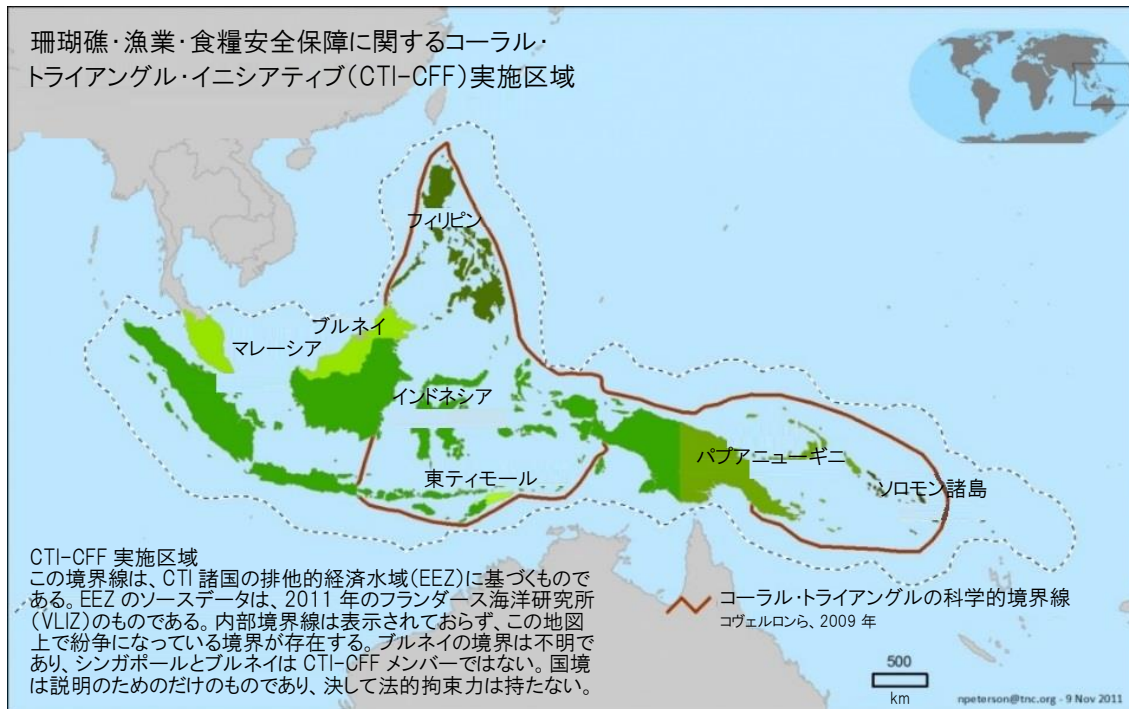 珊瑚礁・漁業・食糧安全保障に関するコーラル・
トライアングル・イニシアティブ(CTI-CFF)実施区域
フィリピン
ブルネイ
マレーシア
インドネシア
パプアニューギニ
東ティモール
ソロモン諸島
CTI-CFF 実施区域
この境界線は、CTI 諸国の排他的経済水域(EEZ)に基づくもので
ある。EEZ のソースデータは、2011 年のフランダース海洋研究所
(VLIZ)のものである。内部境界線は表示されておらず、この地図
上で紛争になっている境界が存在する。ブルネイの境界は不明で
あり、シンガポールとブルネイは CTI-CFF メンバーではない。国境
は説明のためのだけのものであり、決して法的拘束力は持たない。
コーラル・トライアングルの科学的境界線
コヴェルロンら、2009 年
500
km
npeterson@tnc.org - 9 Nov 2011